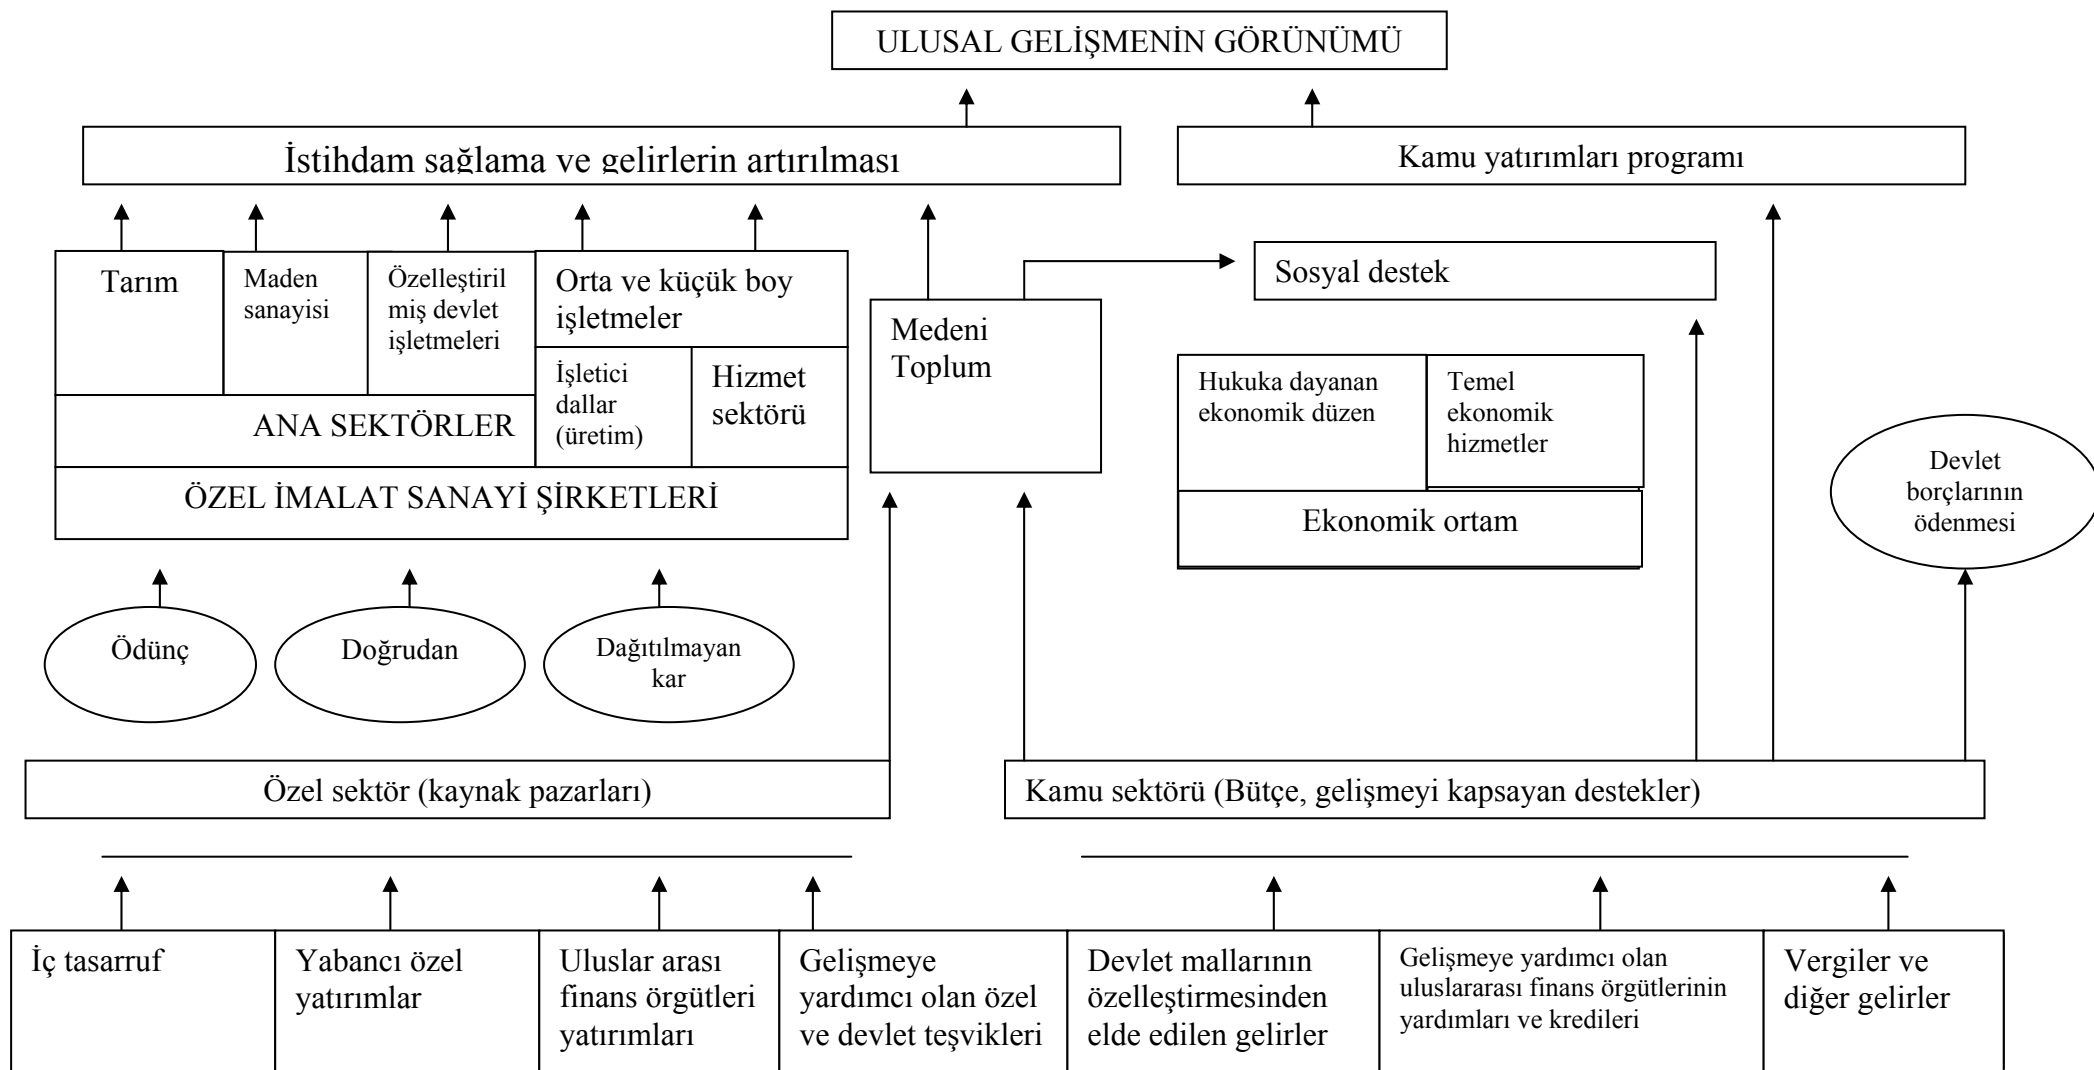 ULUSAL GELİŞMENİN GÖRÜNÜMÜ
İstihdam sağlama ve gelirlerin artırılması
Kamu yatırımları programı
Tarım
Maden
sanayisi
Özelleştiril
miş devlet
işletmeleri
Orta ve küçük boy
işletmeler
İşletici
dallar
(üretim)
Hizmet
sektörü
ANA SEKTÖRLER
ÖZEL İMALAT SANAYİ ŞİRKETLERİ
Medeni
Toplum
Sosyal destek
Hukuka dayanan
ekonomik düzen
Temel
ekonomik
hizmetler
Ekonomik ortam
Devlet
borçlarının
ödenmesi
Ödünç
Doğrudan
Dağıtılmayan
kar
Özel sektör (kaynak pazarları)
Kamu sektörü (Bütçe, gelişmeyi kapsayan destekler)
İç tasarruf
Yabancı özel
yatırımlar
Uluslar arası
finans örgütleri
yatırımları
Gelişmeye
yardımcı olan özel
ve devlet teşvikleri
Devlet mallarının
özelleştirmesinden
elde edilen gelirler
Gelişmeye yardımcı olan
uluslararası finans örgütlerinin
yardımları ve kredileri
Vergiler ve
diğer gelirler